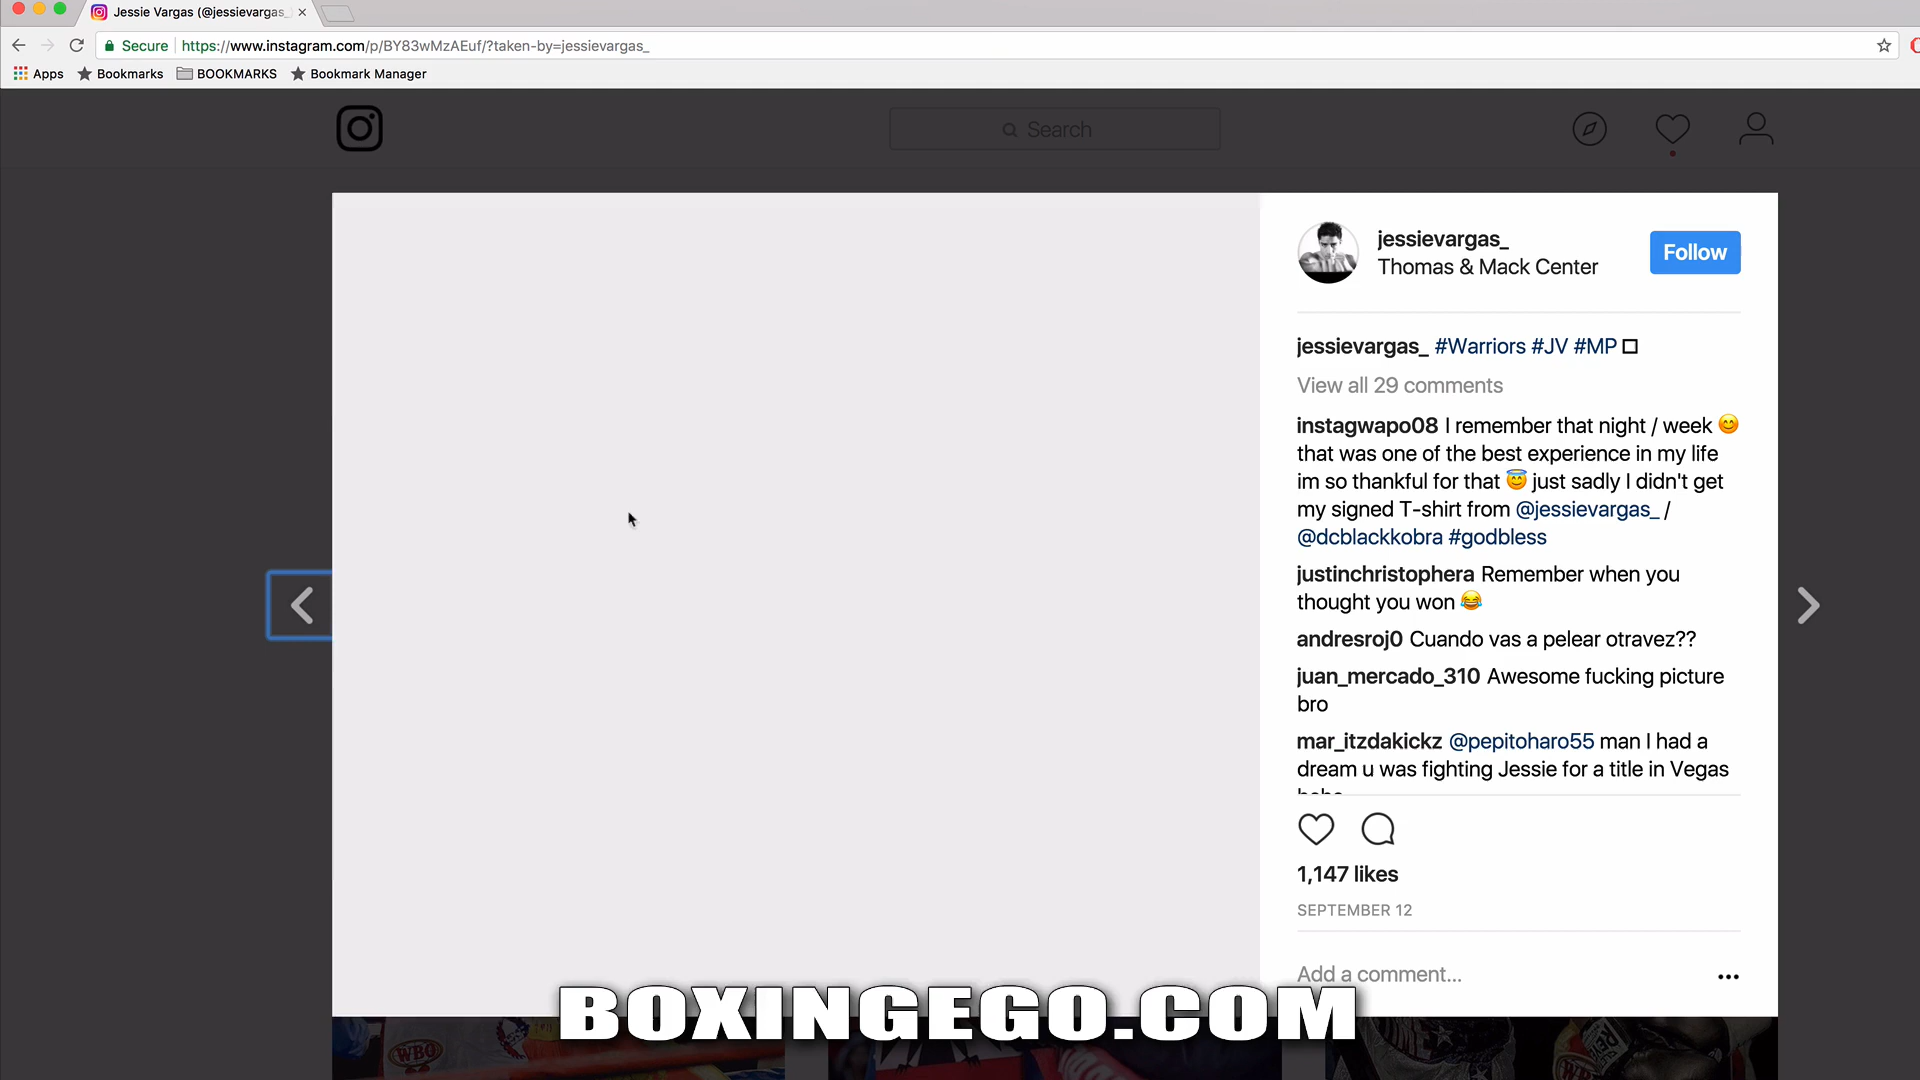 Jessie Vargas (@jessievargas_
Secure https://www.instagram.com/p/BY83wMzAEuf/?taken-by=jessievargas_
Apps Bookmarks BOOKMARKS Bookmark Manager
Search
jessievargas_
Thomas & Mack Center
Follow
jessievargas_ #Warriors #JV #MP
View all 29 comments
instagwapo08 I remember that night / week 😊
that was one of the best experience in my life
im so thankful for that 😇 just sadly I didn't get
my signed T-shirt from @jessievargas_ /
@dcblackkobra #godbless
justinchristophera Remember when you
thought you won 😂
andresroj0 Cuando vas a pelear otravez??
juan_mercado_310 Awesome fucking picture
bro
mar_itzdakickz @pepitoharo55 man I had a
dream u was fighting Jessie for a title in Vegas
1,147 likes
SEPTEMBER 12
Add a comment...
BOXINGEGO.COM
WBO